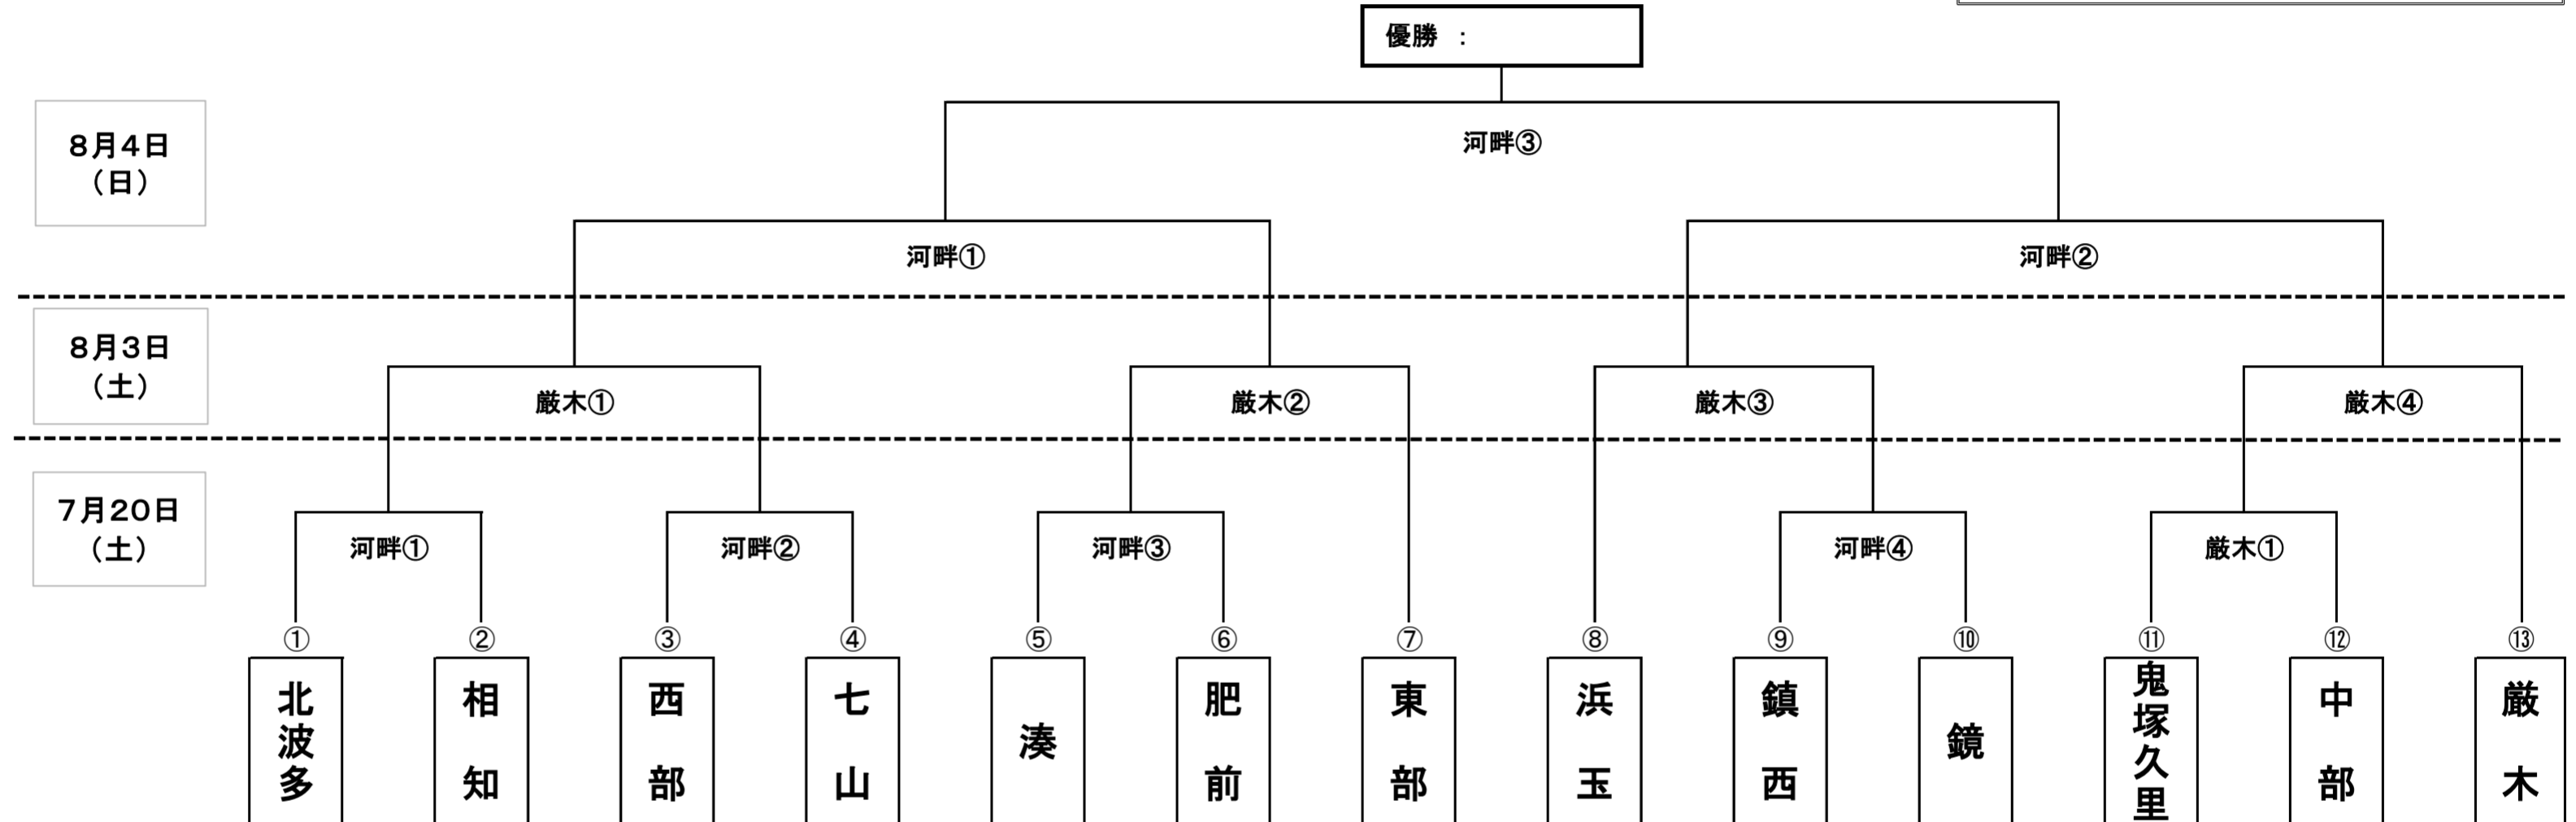 優勝 :
8月4日
(日)
河畔③
河畔① 河畔②
8月3日
(土)
厳木① 厳木② 厳木③ 厳木④
7月20日
(土)
河畔① 河畔② 河畔③ 河畔④ 厳木①
① ② ③ ④ ⑤ ⑥ ⑦ ⑧ ⑨ ⑩ ⑪ ⑫ ⑬
北波多
相知
西部
七山
湊
肥前
東部
浜玉
鎮西
鏡
鬼塚久里
中部
厳木